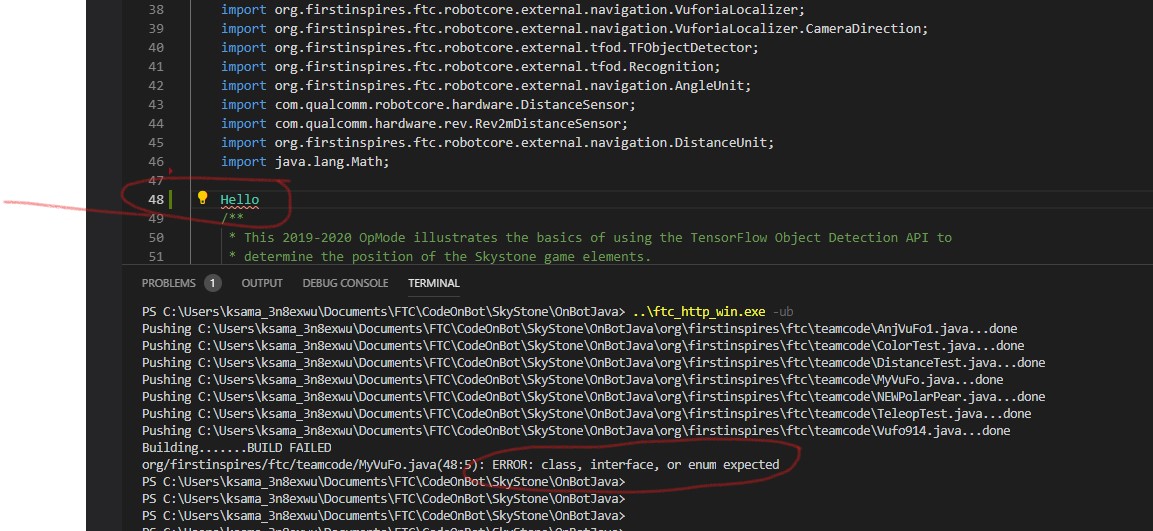 38 import org.firstinspires.ftc.robotcore.external.navigation.VuforiaLocalizer;
39 import org.firstinspires.ftc.robotcore.external.navigation.VuforiaLocalizer.CameraDirection;
40 import org.firstinspires.ftc.robotcore.external.tfod.TFObjectDetector;
41 import org.firstinspires.ftc.robotcore.external.tfod.Recognition;
42 import org.firstinspires.ftc.robotcore.external.navigation.AngleUnit;
43 import com.qualcomm.robotcore.hardware.DistanceSensor;
44 import com.qualcomm.hardware.rev.Rev2mDistanceSensor;
45 import org.firstinspires.ftc.robotcore.external.navigation.DistanceUnit;
46 import java.lang.Math;
47
48 Hello
49 /**
50 * This 2019-2020 OpMode illustrates the basics of using the TensorFlow Object Detection API to
51 * determine the position of the Skystone game elements.
PROBLEMS 1 OUTPUT DEBUG CONSOLE TERMINAL
PS C:\Users\ksama_3n8exwu\Documents\FTC\CodeOnBot\SkyStone\OnBotJava> ..\ftc_http_win.exe -ub
Pushing C:\Users\ksama_3n8exwu\Documents\FTC\CodeOnBot\SkyStone\OnBotJava\org\firstinspires\ftc\teamcode\AnjVuFo1.java...done
Pushing C:\Users\ksama_3n8exwu\Documents\FTC\CodeOnBot\SkyStone\OnBotJava\org\firstinspires\ftc\teamcode\ColorTest.java...done
Pushing C:\Users\ksama_3n8exwu\Documents\FTC\CodeOnBot\SkyStone\OnBotJava\org\firstinspires\ftc\teamcode\DistanceTest.java...done
Pushing C:\Users\ksama_3n8exwu\Documents\FTC\CodeOnBot\SkyStone\OnBotJava\org\firstinspires\ftc\teamcode\MyVuFo.java...done
Pushing C:\Users\ksama_3n8exwu\Documents\FTC\CodeOnBot\SkyStone\OnBotJava\org\firstinspires\ftc\teamcode\NEWPolarPear.java...done
Pushing C:\Users\ksama_3n8exwu\Documents\FTC\CodeOnBot\SkyStone\OnBotJava\org\firstinspires\ftc\teamcode\TeleopTest.java...done
Pushing C:\Users\ksama_3n8exwu\Documents\FTC\CodeOnBot\SkyStone\OnBotJava\org\firstinspires\ftc\teamcode\Vufo914.java...done
Building.......BUILD FAILED
org/firstinspires/ftc/teamcode/MyVuFo.java(48:5): ERROR: class, interface, or enum expected
PS C:\Users\ksama_3n8exwu\Documents\FTC\CodeOnBot\SkyStone\OnBotJava>
PS C:\Users\ksama_3n8exwu\Documents\FTC\CodeOnBot\SkyStone\OnBotJava>
PS C:\Users\ksama_3n8exwu\Documents\FTC\CodeOnBot\SkyStone\OnBotJava>
PS C:\Users\ksama_3n8exwu\Documents\FTC\CodeOnBot\SkyStone\OnBotJava>